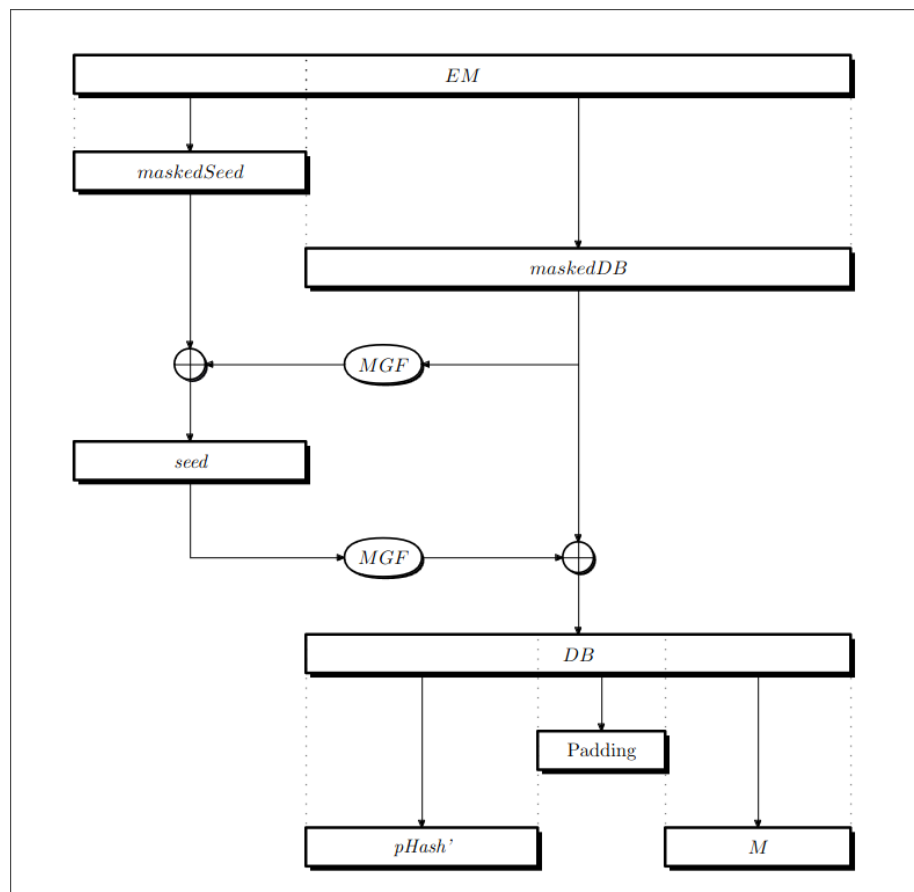 EM
maskedSeed
maskedDB
MGF
seed
MGF
DB
Padding
pHash’
M